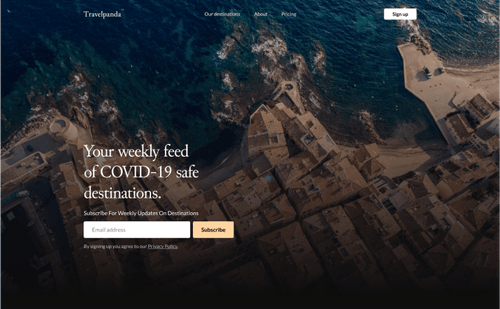 Travelpanda
Our destinations
About
Pricing
Sign up
Your weekly feed
of COVID-19 safe
destinations.
Subscribe For Weekly Updates On Destinations
Email address
Subscribe
By signing up you agree to our Privacy Policy.